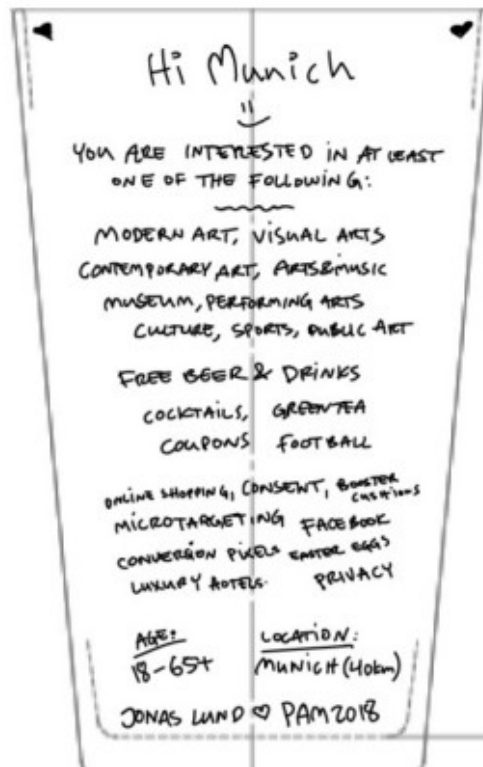 Hi Munich
YOU ARE INTERESTED IN AT LEAST
ONE OF THE FOLLOWING:
MODERN ART, VISUAL ARTS
CONTEMPORARY ART, ARTS&MUSIC
MUSEUM, PERFORMING ARTS
CULTURE, SPORTS, PUBLIC ART
FREE BEER & DRINKS
COCKTAILS, GREEN TEA
COUPONS FOOTBALL
ONLINE SHOPPING, CONSENT, BOOSTER CUSHIONS
MICROTARGETING FACEBOOK
CONVERSION PIXELS EASTER EGGS
LUXURY HOTELS. PRIVACY
AGE: LOCATION:
18-65+ MUNICH (40km)
JONAS LUND ♡ PAM2018